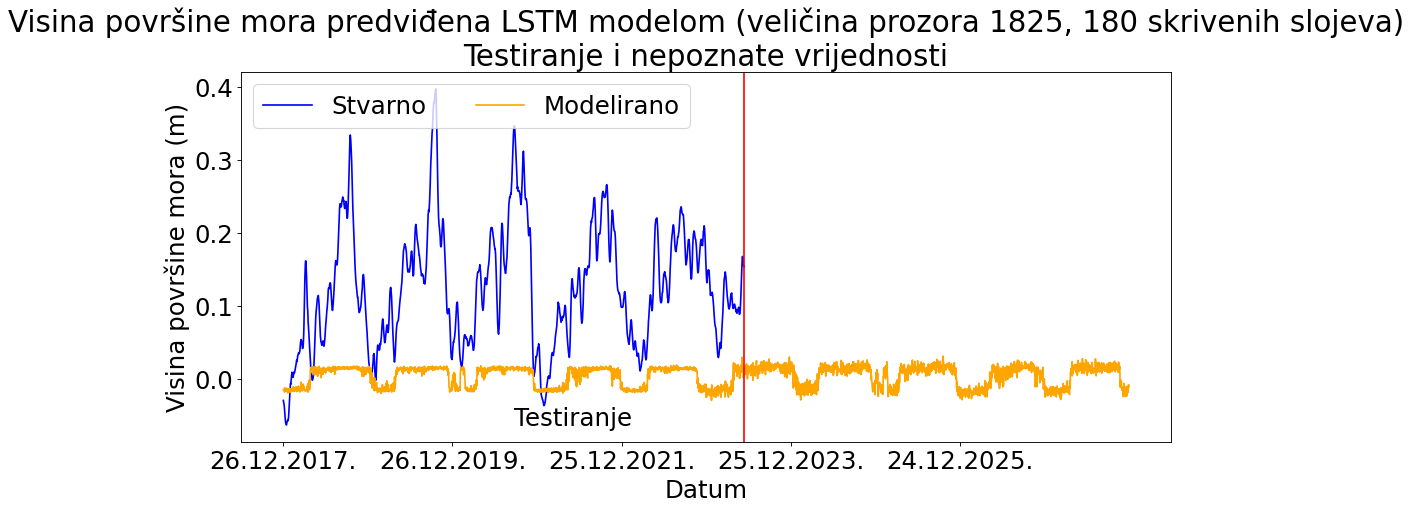 Visina površine mora predviđena LSTM modelom (veličina prozora 1825, 180 skrivenih slojeva)
Testiranje i nepoznate vrijednosti
Stvarno
Modelirano
Visina površine mora (m)
0.4
0.3
0.2
0.1
0.0
Testiranje
26.12.2017.
26.12.2019.
25.12.2021.
25.12.2023.
24.12.2025.
Datum